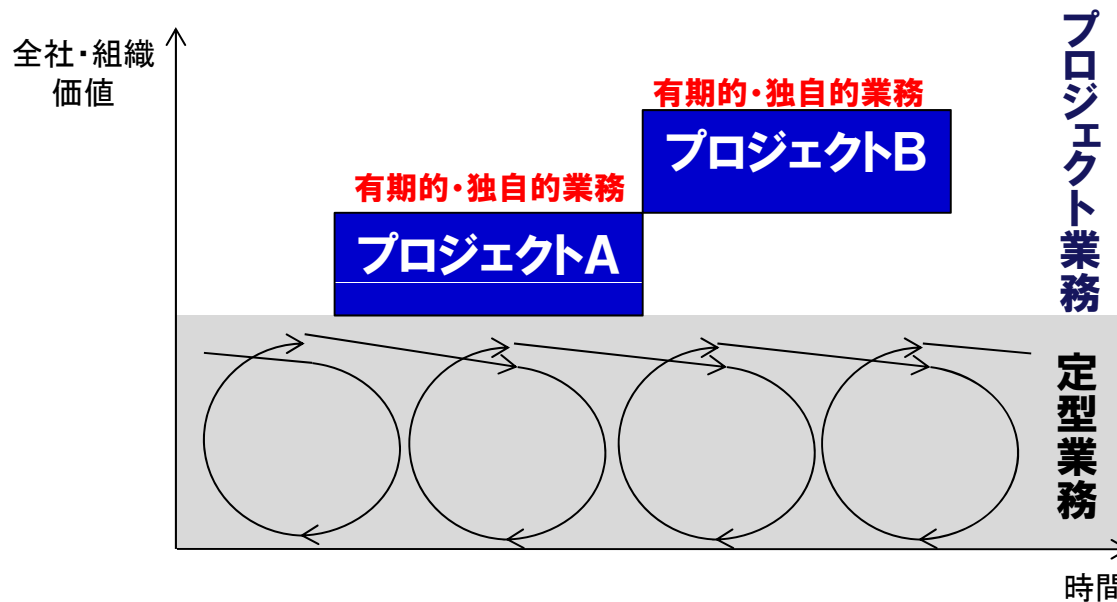 全社・組織
価値
有期的・独自的業務
プロジェクトB
有期的・独自的業務
プロジェクトA
プロジェクト業務
定型業務
時間